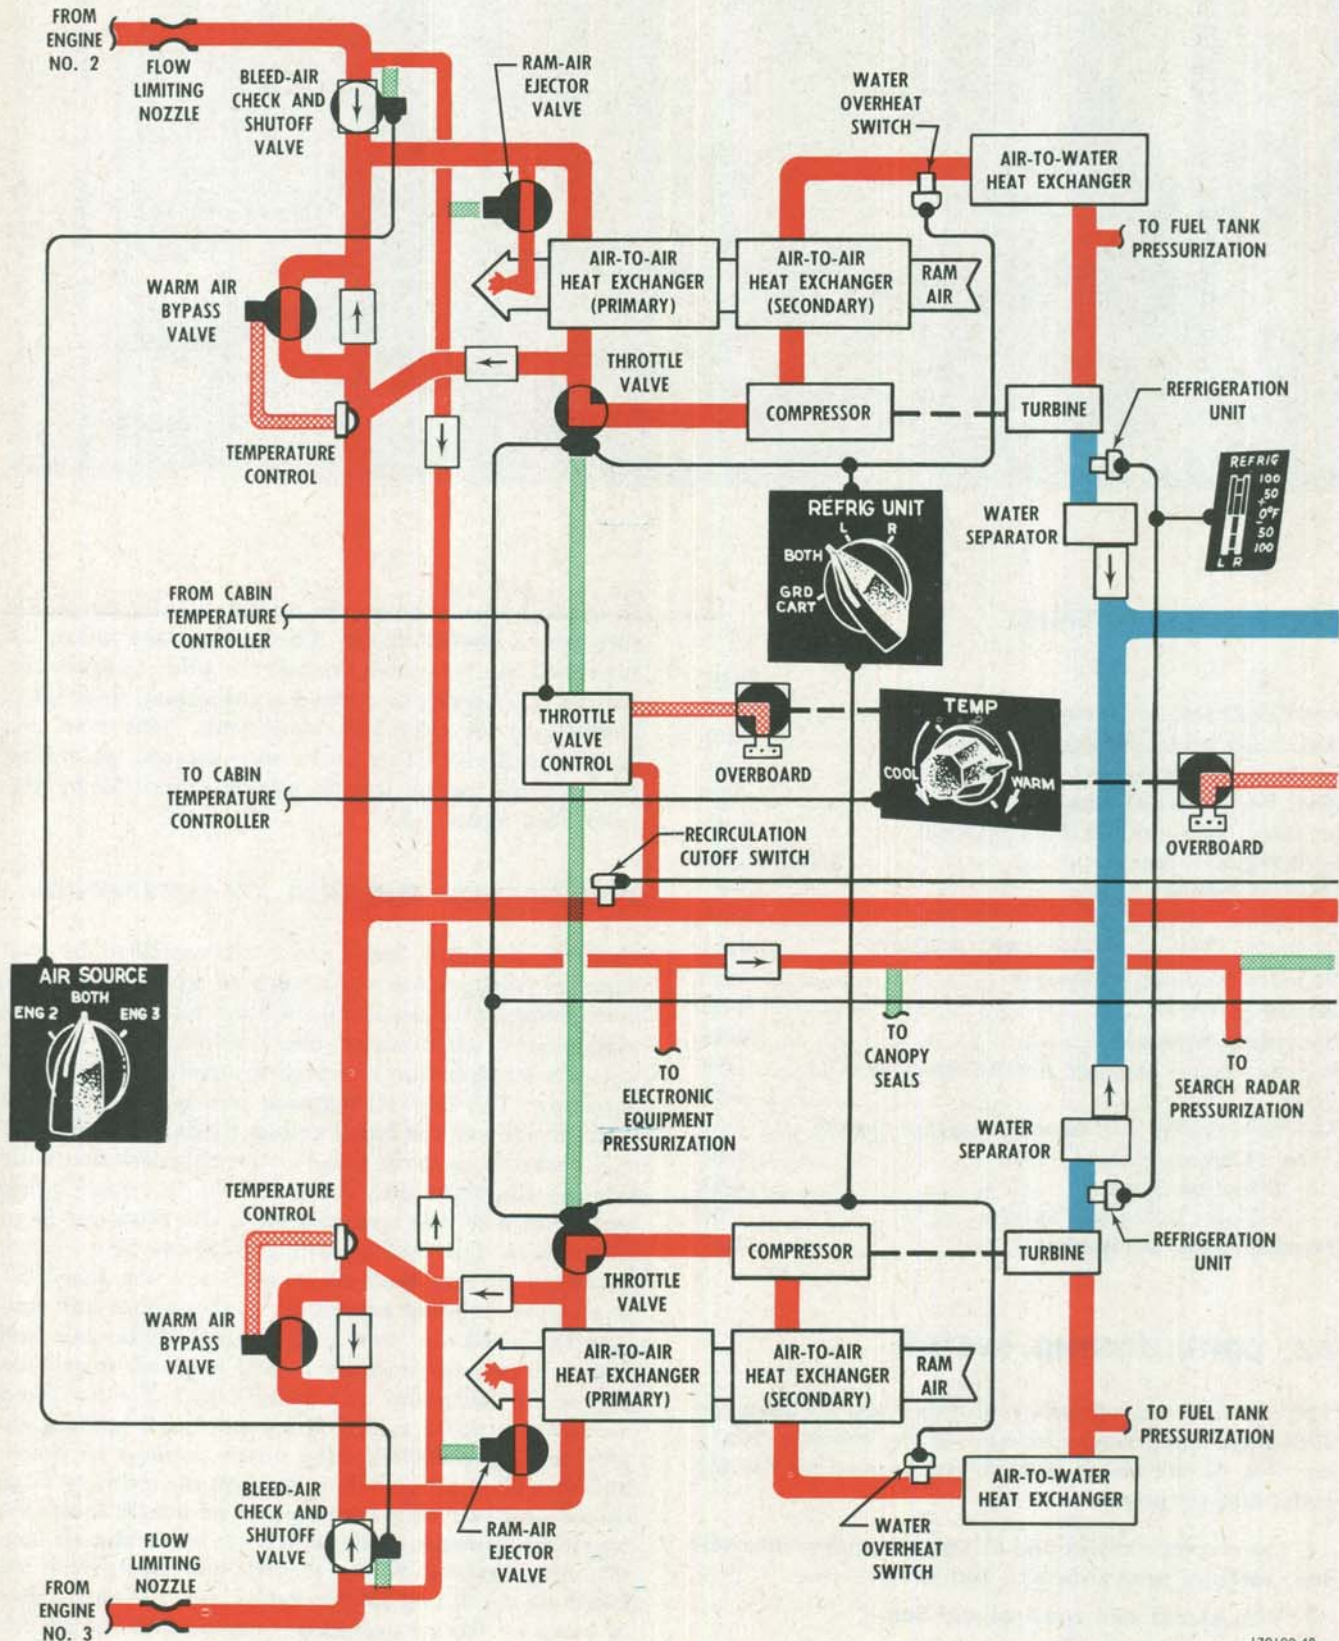 FROM
ENGINE
NO. 2
FLOW
LIMITING
NOZZLE
BLEED-AIR
CHECK AND
SHUTOFF
VALVE
RAM-AIR
EJECTOR
VALVE
WATER
OVERHEAT
SWITCH
AIR-TO-WATER
HEAT EXCHANGER
TO FUEL TANK
PRESSURIZATION
AIR-TO-AIR
HEAT EXCHANGER
(PRIMARY)
AIR-TO-AIR
HEAT EXCHANGER
(SECONDARY)
RAM
AIR
WARM AIR
BYPASS
VALVE
THROTTLE
VALVE
COMPRESSOR
TURBINE
REFRIGERATION
UNIT
TEMPERATURE
CONTROL
REFRIG
100
50
+
0°F
-
50
100
L R
REFRIG UNIT
L R
BOTH
GRD
CART
WATER
SEPARATOR
FROM CABIN
TEMPERATURE
CONTROLLER
THROTTLE
VALVE
CONTROL
OVERBOARD
TEMP
COOL
WARM
OVERBOARD
TO CABIN
TEMPERATURE
CONTROLLER
RECIRCULATION
CUTOFF SWITCH
AIR SOURCE
BOTH
ENG 2 ENG 3
TO
ELECTRONIC
EQUIPMENT
PRESSURIZATION
TO
CANOPY
SEALS
TO
SEARCH RADAR
PRESSURIZATION
WATER
SEPARATOR
TEMPERATURE
CONTROL
THROTTLE
VALVE
COMPRESSOR
TURBINE
REFRIGERATION
UNIT
WARM AIR
BYPASS
VALVE
AIR-TO-AIR
HEAT EXCHANGER
(PRIMARY)
AIR-TO-AIR
HEAT EXCHANGER
(SECONDARY)
RAM
AIR
TO FUEL TANK
PRESSURIZATION
AIR-TO-WATER
HEAT EXCHANGER
BLEED-AIR
CHECK AND
SHUTOFF
VALVE
RAM-AIR
EJECTOR
VALVE
WATER
OVERHEAT
SWITCH
FLOW
LIMITING
NOZZLE
FROM
ENGINE
NO. 3